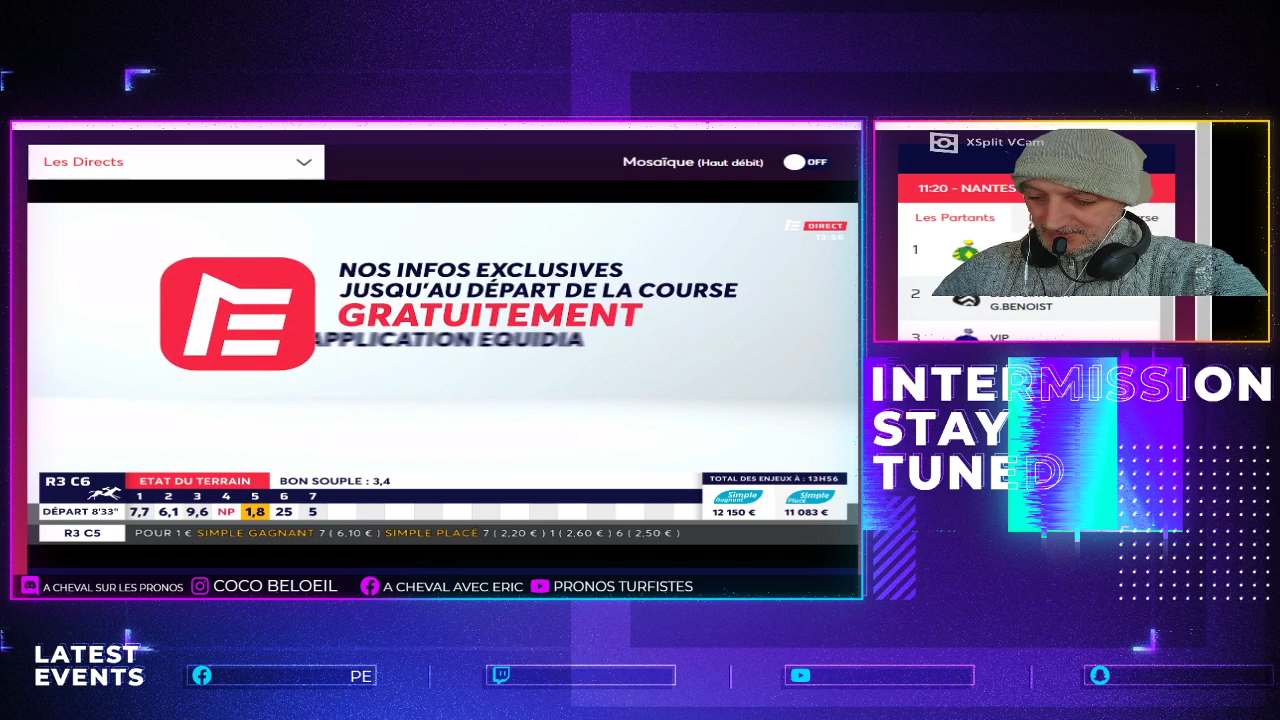 Les Directs
Mosaïque (Haut débit)
OFF
DIRECT
13:56
NOS INFOS EXCLUSIVES
JUSQU'AU DÉPART DE LA COURSE
GRATUITEMENT
APPLICATION EQUIDIA
R3 C6
ETAT DU TERRAIN
BON SOUPLE : 3,4
TOTAL DES ENJEUX À : 13H56
1 2 3 4 5 6 7
Simple Gagnant
Simple Placé
DÉPART 8'33" 7,7 6,1 9,6 NP 1,8 25 5
12 150 € 11 083 €
R3 C5
POUR 1 € SIMPLE GAGNANT 7 ( 6,10 € ) SIMPLE PLACÉ 7 ( 2,20 € ) 1 ( 2,60 € ) 6 ( 2,50 € )
A CHEVAL SUR LES PRONOS
COCO BELOEIL
A CHEVAL AVEC ERIC
PRONOS TURFISTES
XSplit VCam
11:20 - NANTES
Les Partants
1
2
G.BENOIST
3
VIP
INTERMISSION
STAY
TUNED
LATEST
EVENTS
PE